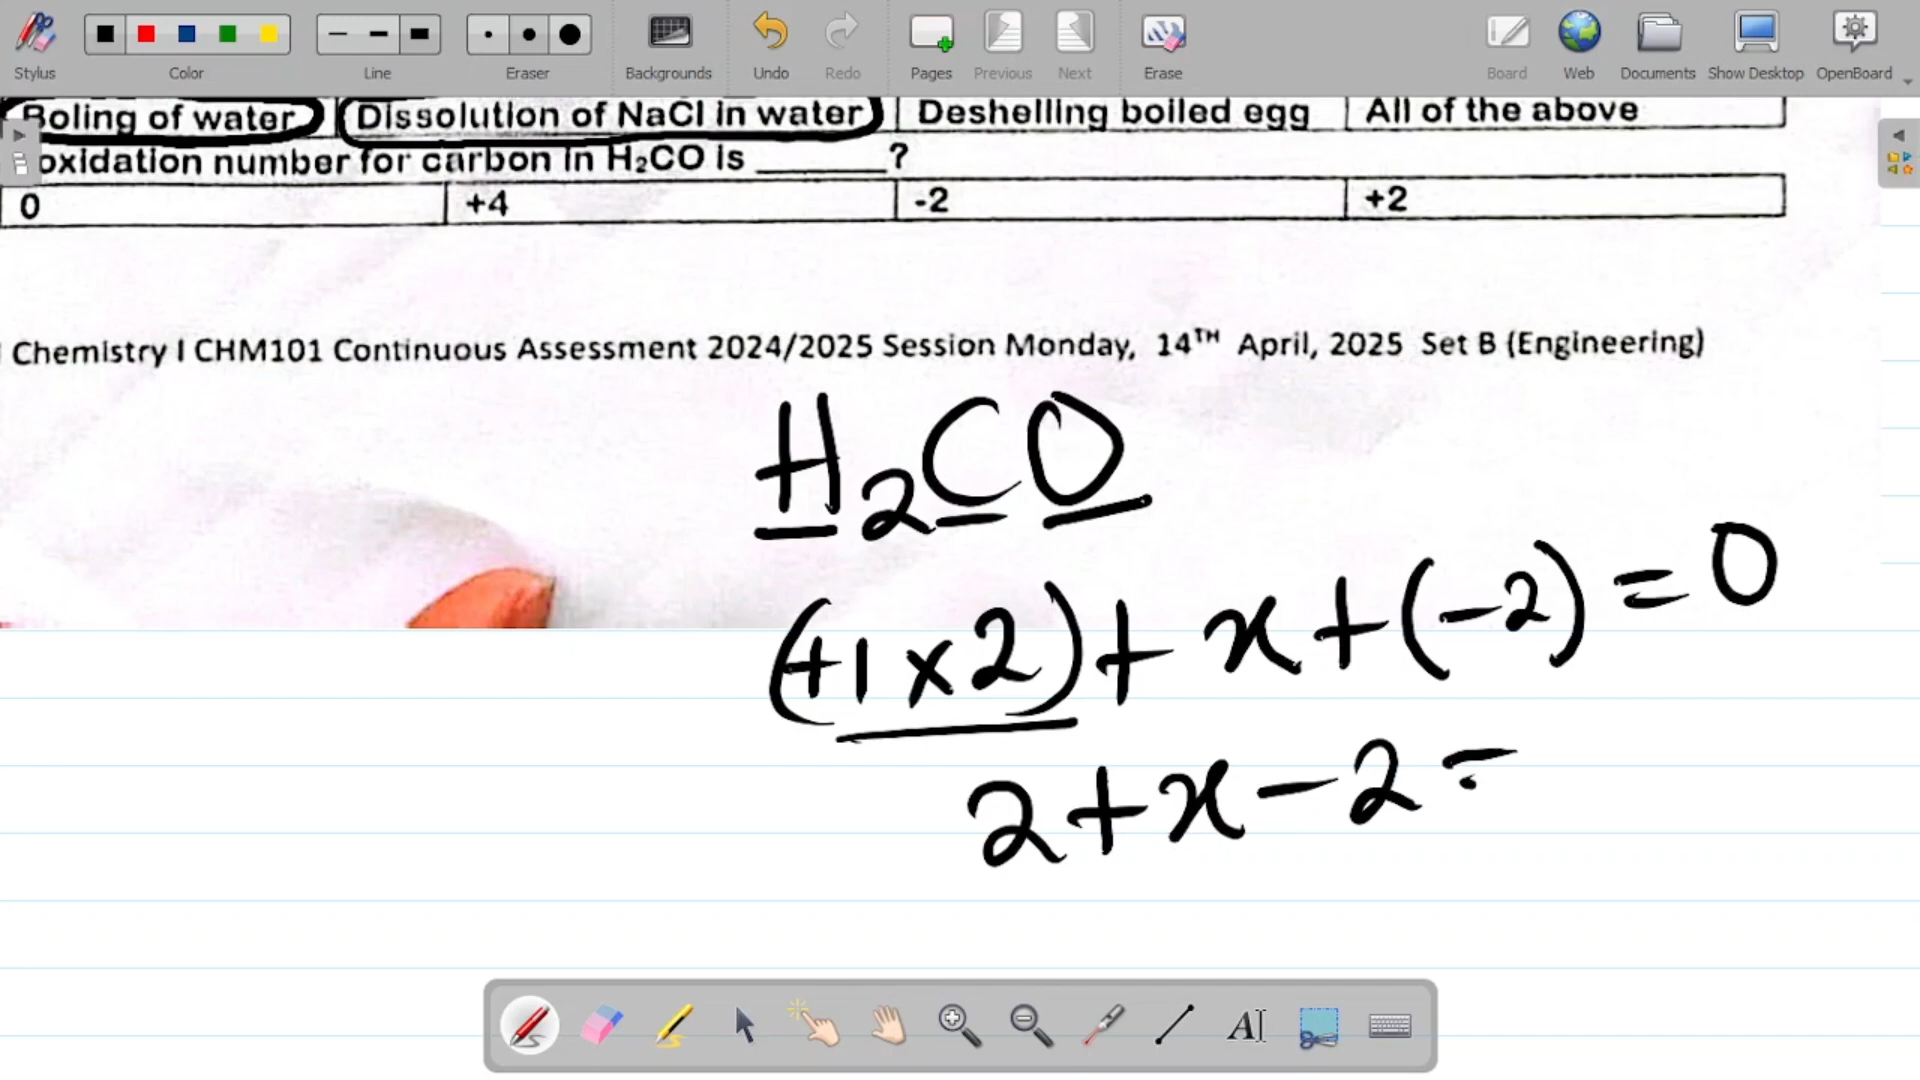 Stylus Color Line Eraser Backgrounds Undo Redo Pages Previous Next Erase Board Web Documents Show Desktop OpenBoard
Boling of water Dissolution of NaCl in water Deshelling boiled egg All of the above
oxidation number for carbon in H₂CO is ______?
0 +4 -2 +2
Chemistry I CHM101 Continuous Assessment 2024/2025 Session Monday, 14TH April, 2025 Set B (Engineering)
H₂CO
(+1×2)+x+(-2)=0
2+x-2=